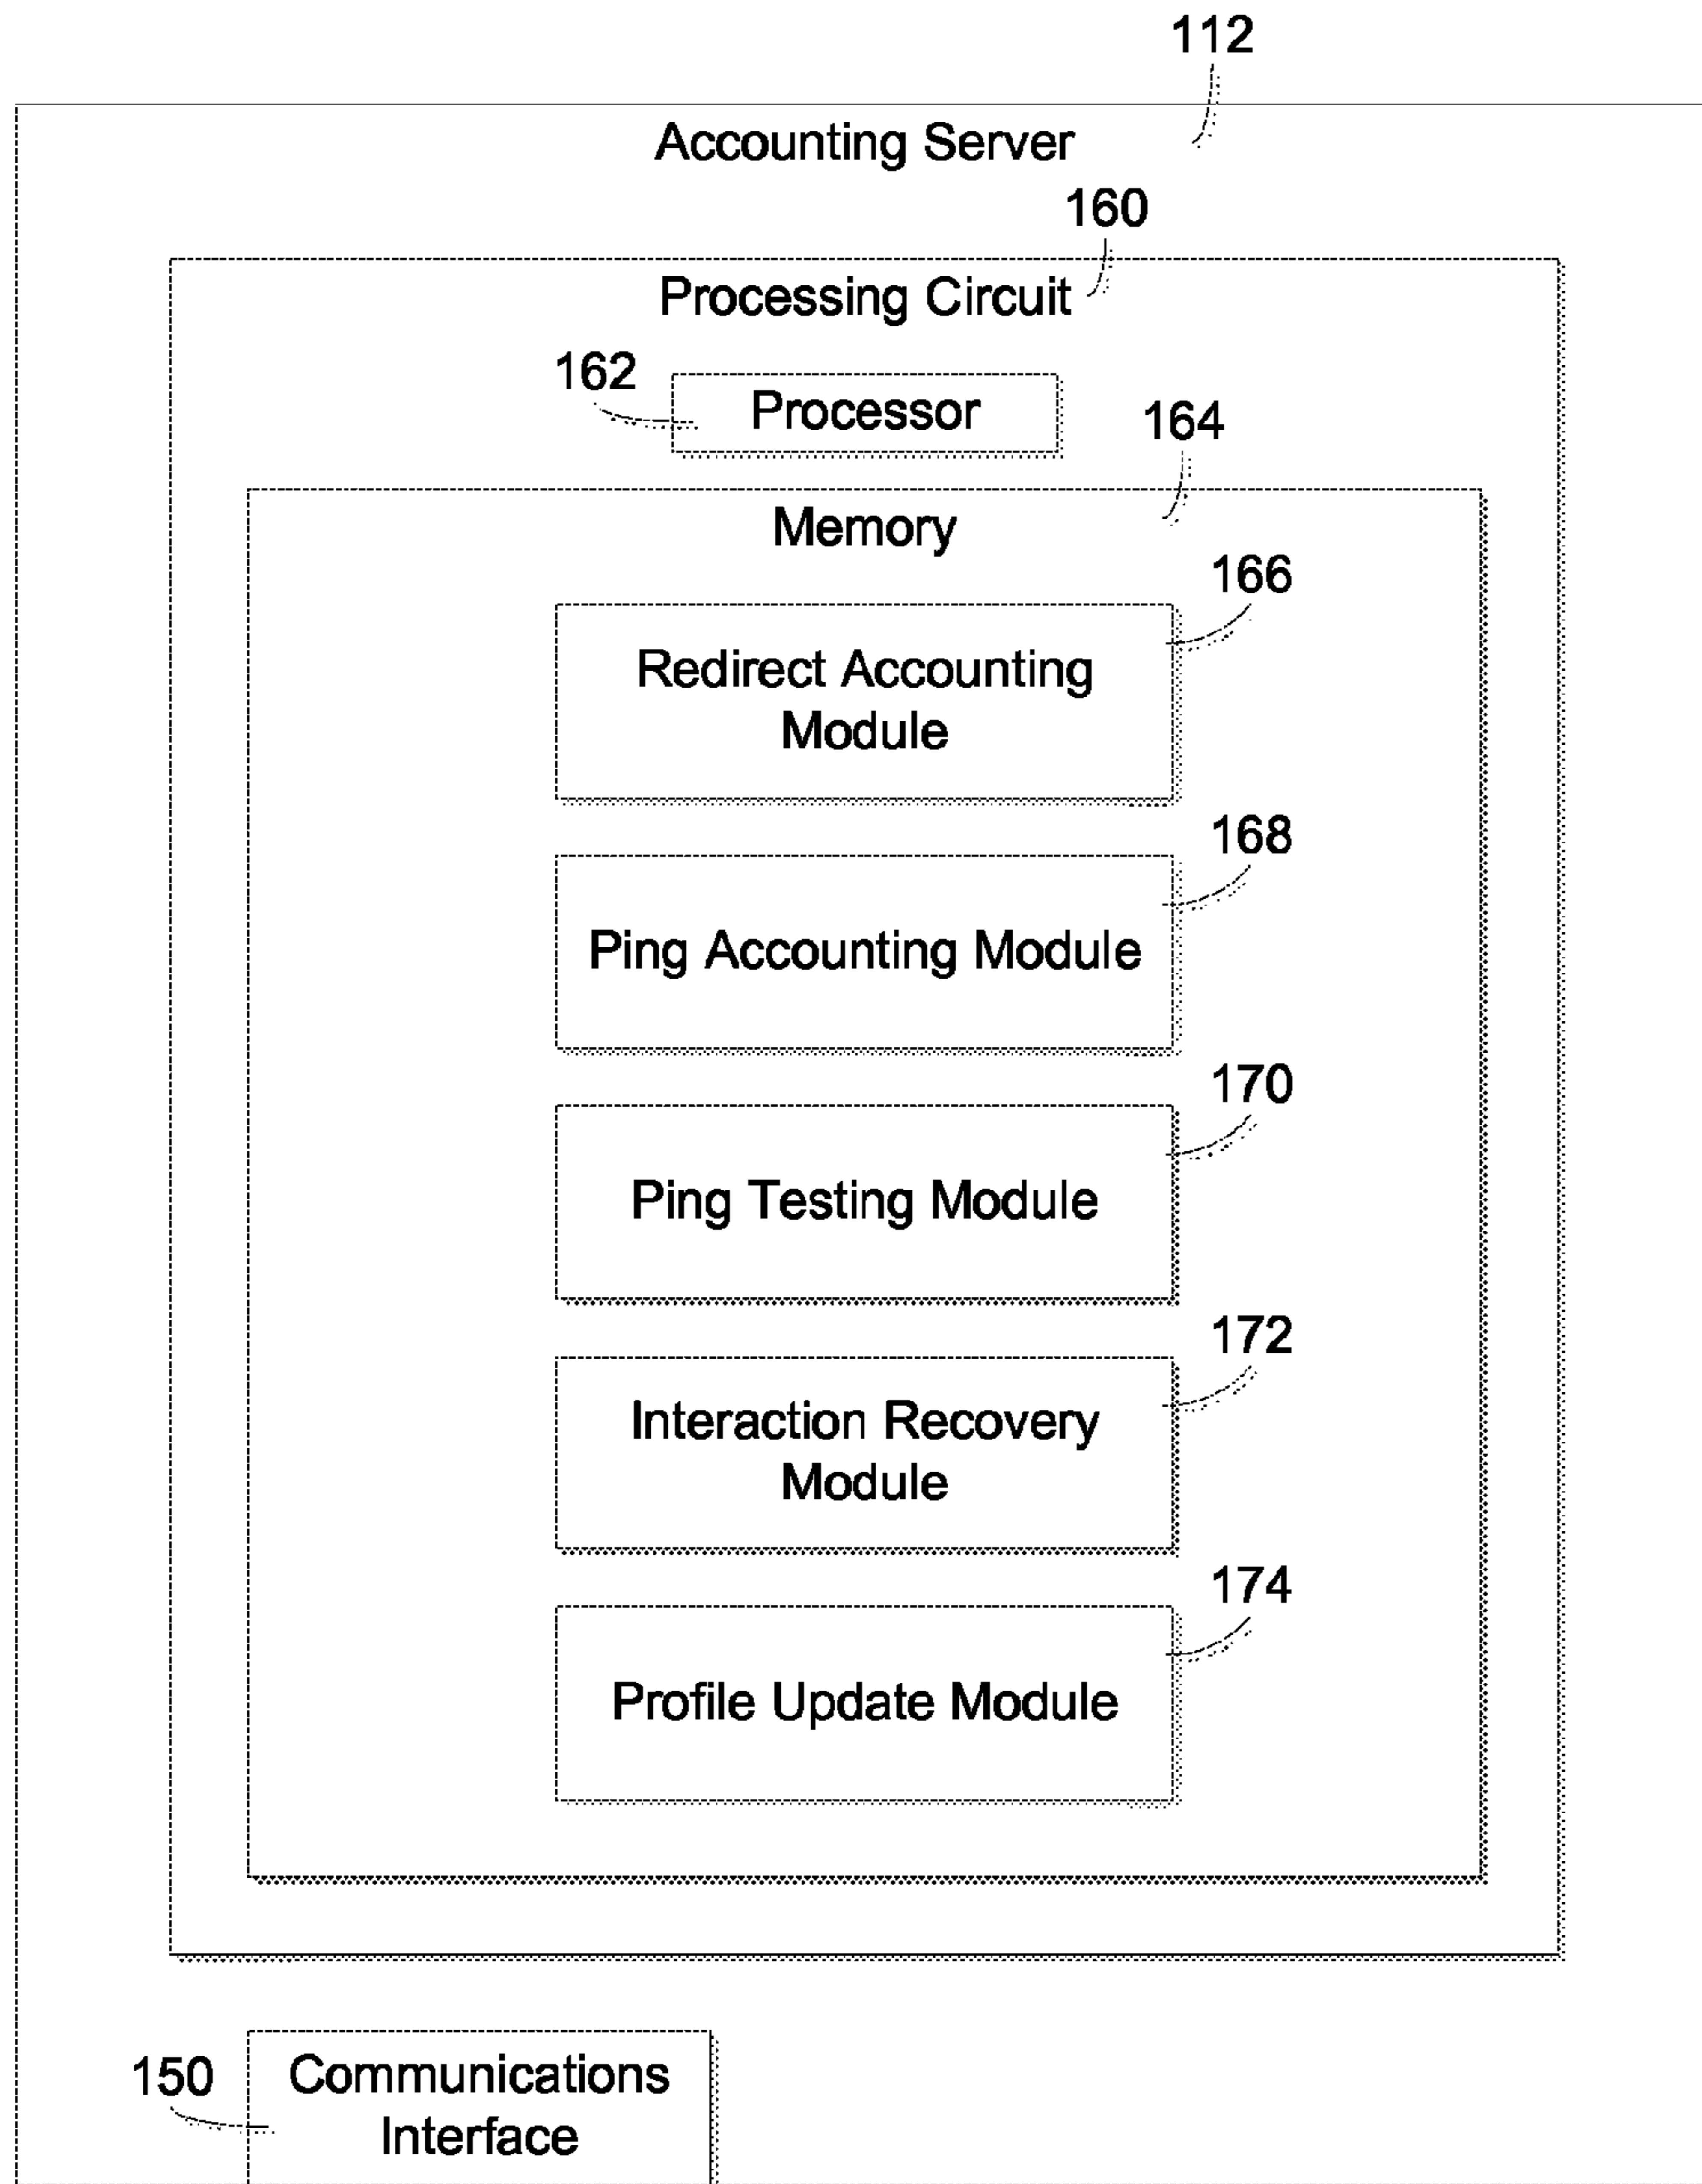 112
Accounting Server
160
Processing Circuit
162
Processor
164
Memory
166
Redirect Accounting
Module
168
Ping Accounting Module
170
Ping Testing Module
172
Interaction Recovery
Module
174
Profile Update Module
150
Communications
Interface